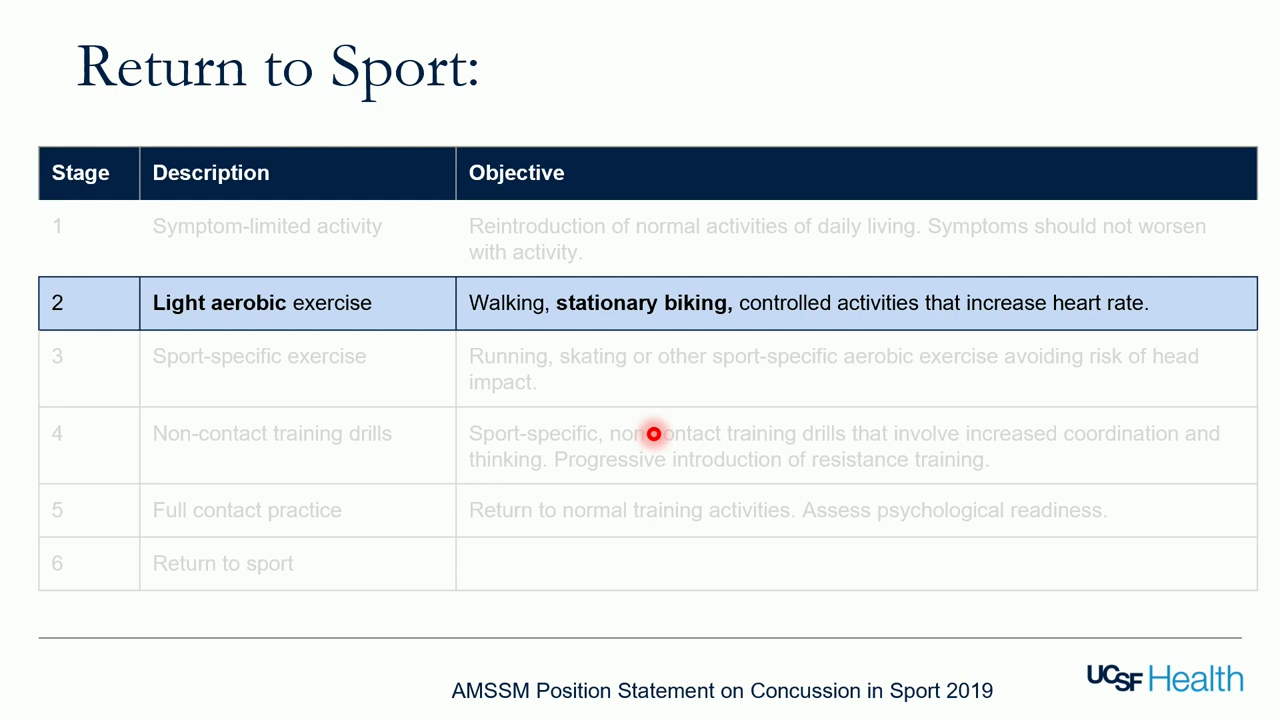 Return to Sport:
Stage Description Objective
1 Symptom-limited activity Reintroduction of normal activities of daily living. Symptoms should not worsen
with activity.
2 Light aerobic exercise Walking, stationary biking, controlled activities that increase heart rate.
3 Sport-specific exercise Running, skating or other sport-specific aerobic exercise avoiding risk of head
impact.
4 Non-contact training drills Sport-specific, non-contact training drills that involve increased coordination and
thinking. Progressive introduction of resistance training.
5 Full contact practice Return to normal training activities. Assess psychological readiness.
6 Return to sport
AMSSM Position Statement on Concussion in Sport 2019
UCSF Health